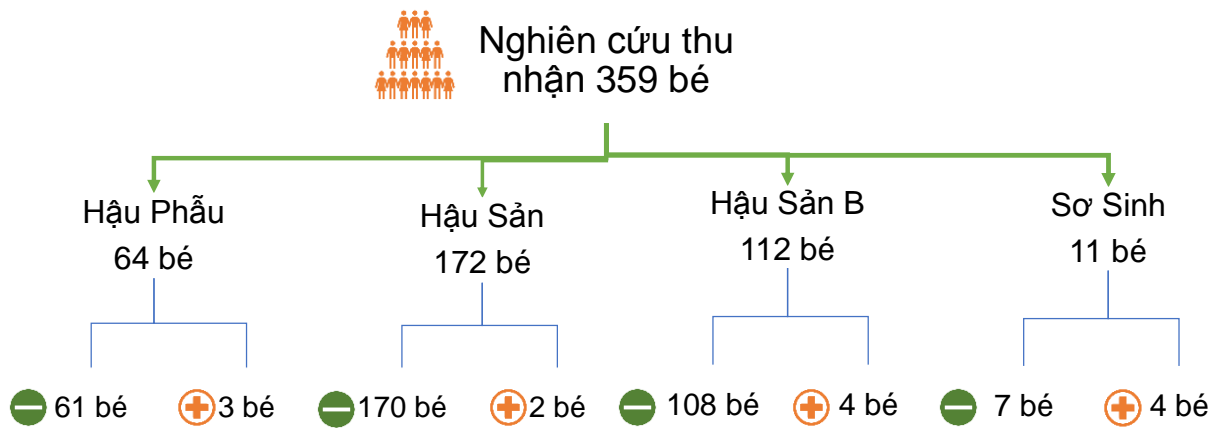 Nghiên cứu thu
nhận 359 bé
Hậu Phẫu
64 bé
Hậu Sản
172 bé
Hậu Sản B
112 bé
Sơ Sinh
11 bé
61 bé
3 bé
170 bé
2 bé
108 bé
4 bé
7 bé
4 bé